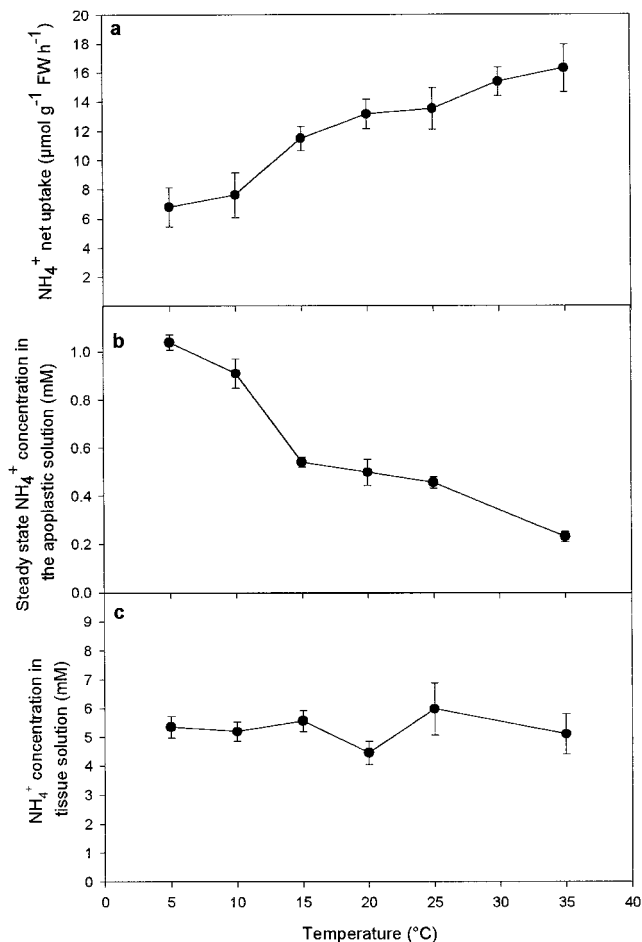 a
NH₄⁺ net uptake (µmol g⁻¹ FW h⁻¹)
20
18
16
14
12
10
8
6
4
2
b
Steady state NH₄⁺ concentration in
the apoplastic solution (mM)
1.0
0.8
0.6
0.4
0.2
0.0
c
NH₄⁺ concentration in
tissue solution (mM)
9
8
7
6
5
4
3
2
1
0
0 5 10 15 20 25 30 35 40
Temperature (°C)